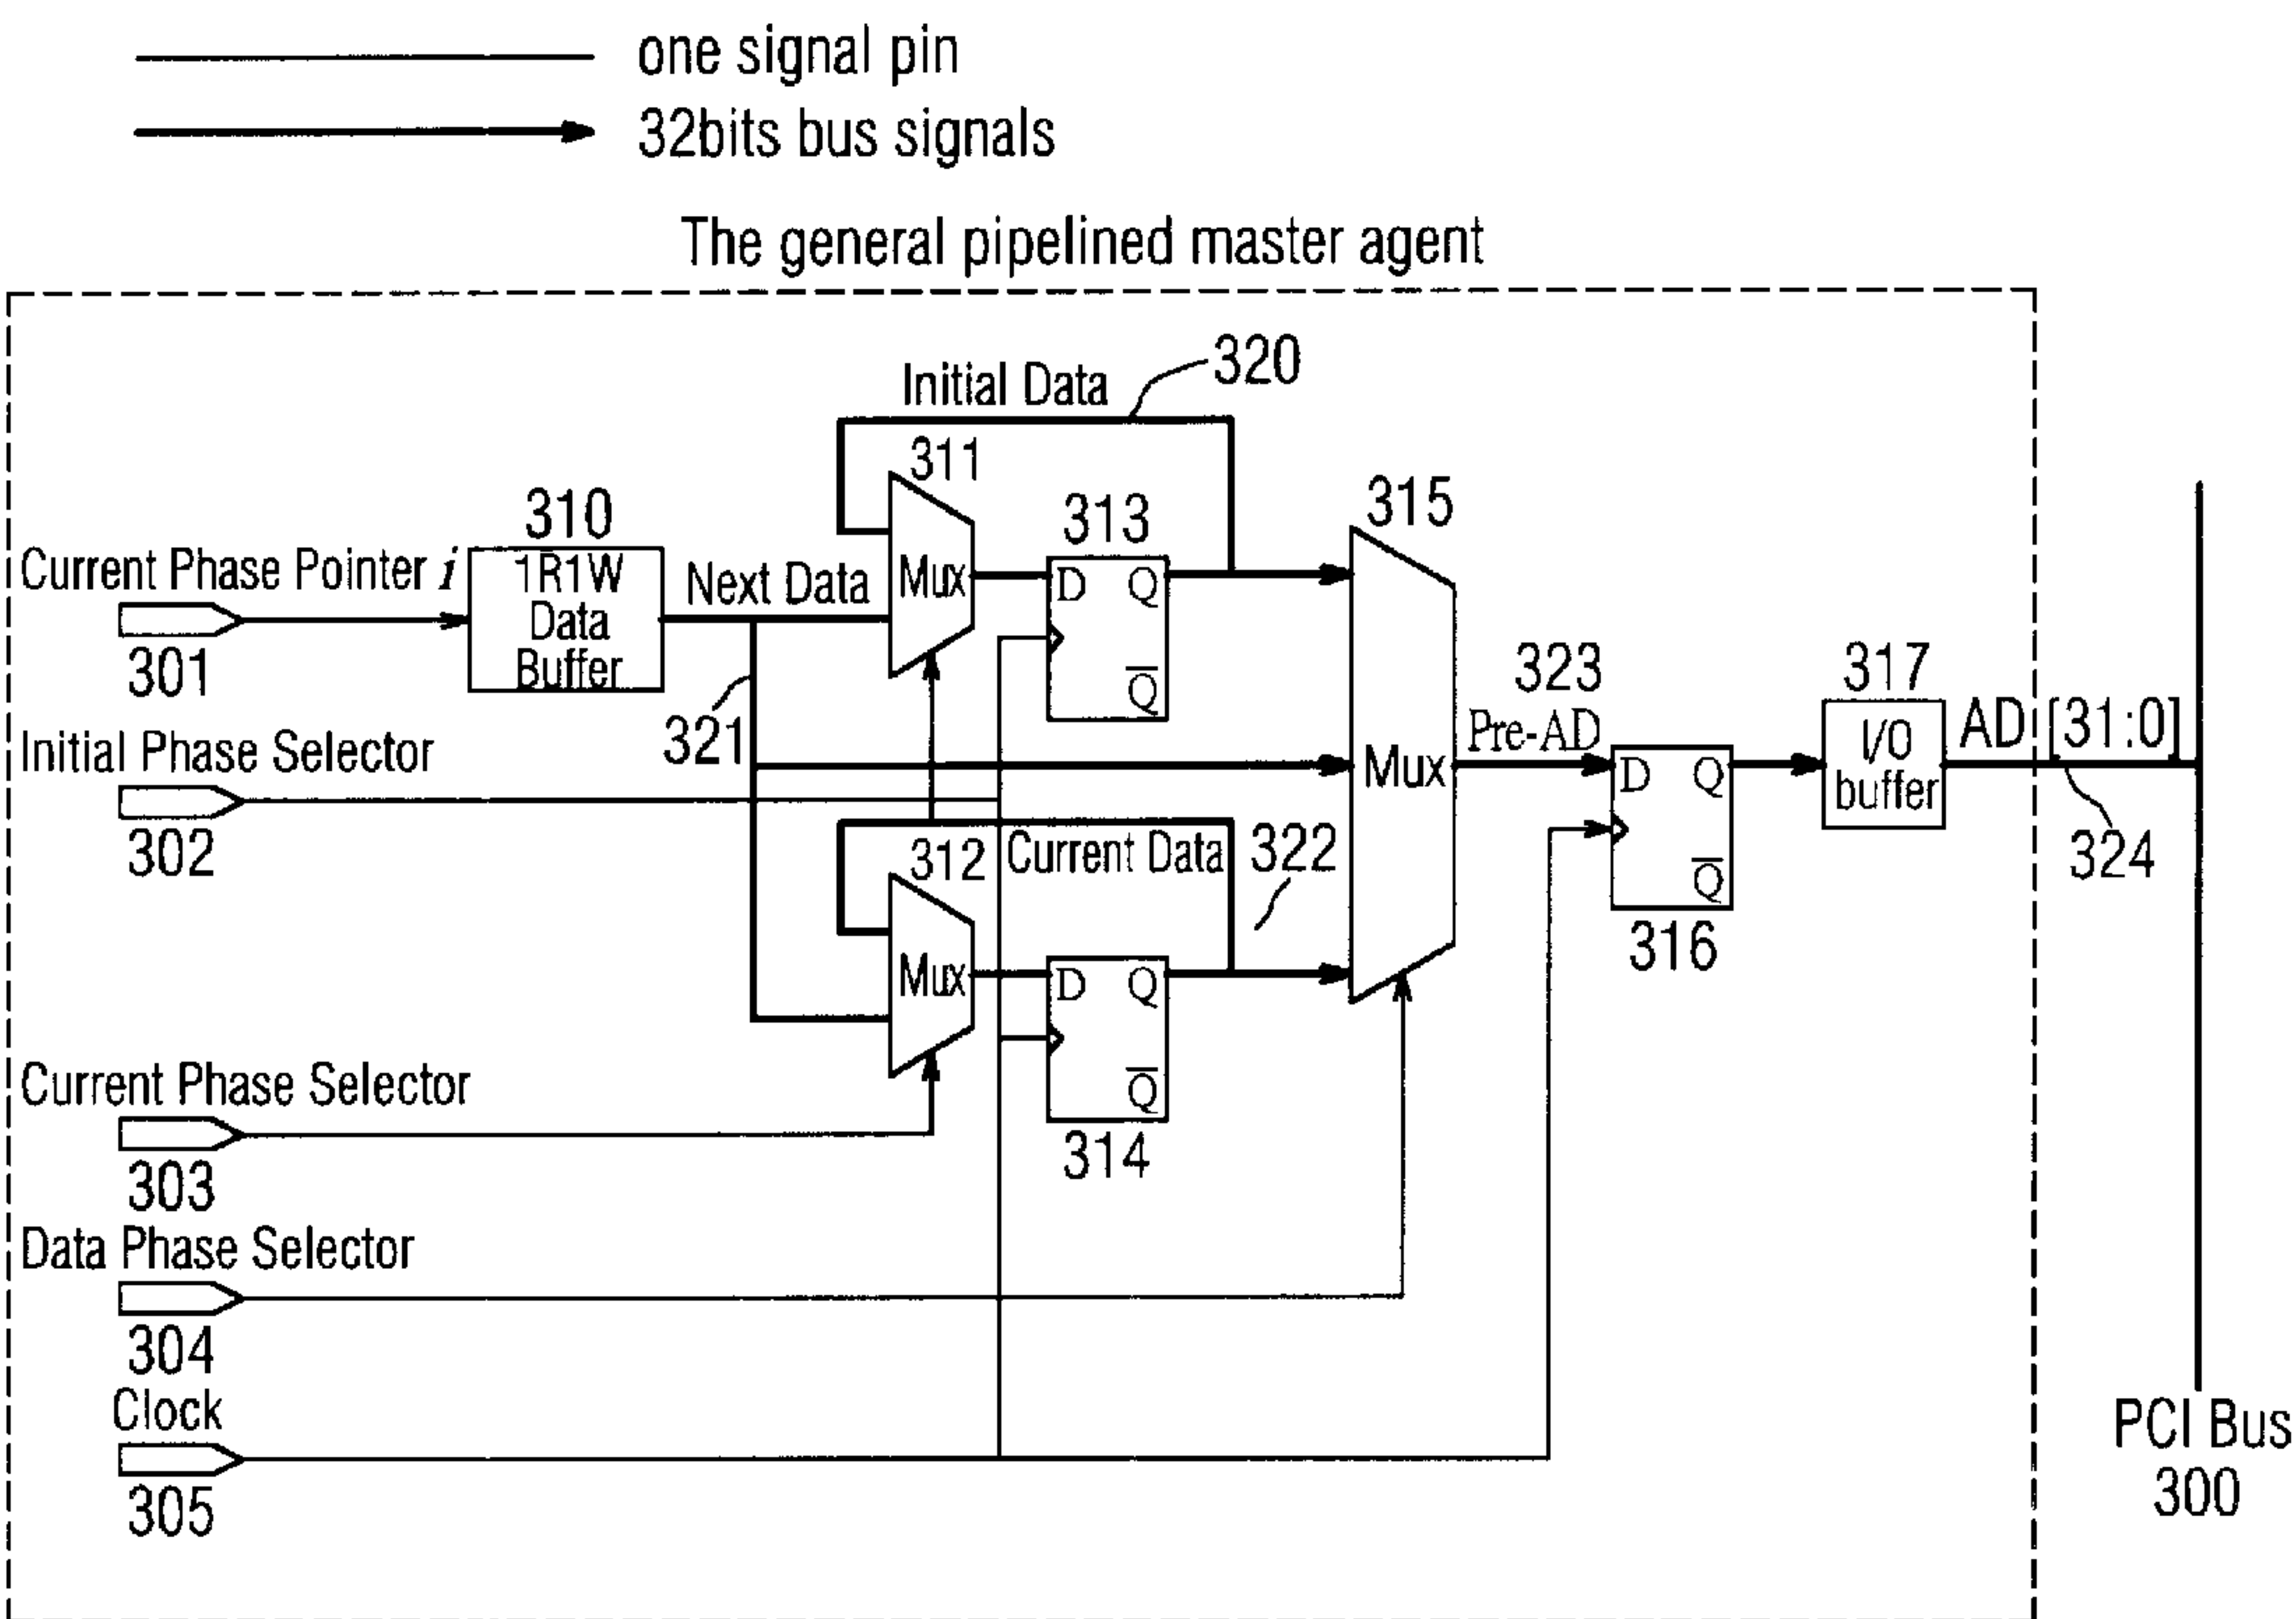 one signal pin
32bits bus signals
The general pipelined master agent
Initial Data
320
311
310
313
315
Current Phase Pointer i
1R1W
Data
Buffer
Next Data
Mux
D Q
Q̅
301
321
323
317
Initial Phase Selector
Pre-AD
I/O
buffer
AD [31:0]
Mux
D Q
Q̅
302
312
Current Data
322
324
316
Mux
D Q
Q̅
Current Phase Selector
314
303
Data Phase Selector
304
Clock
305
PCI Bus
300